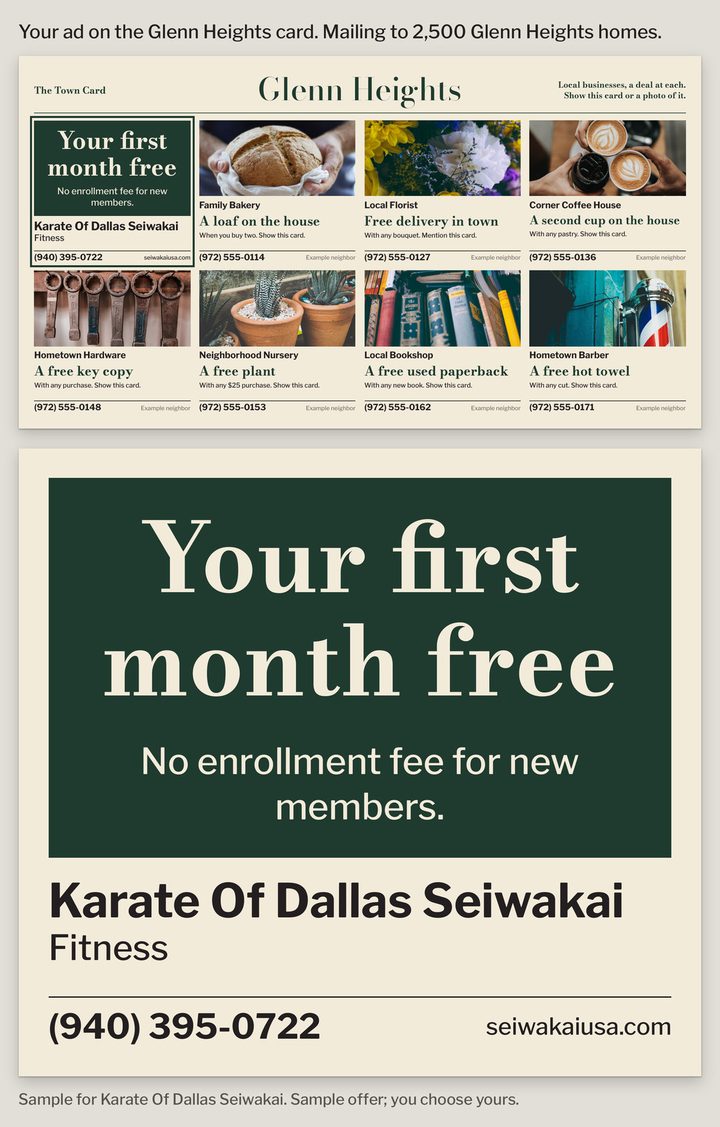 Your ad on the Glenn Heights card. Mailing to 2,500 Glenn Heights homes.
The Town Card
Glenn Heights
Local businesses, a deal at each.
Show this card or a photo of it.
Your first
month free
No enrollment fee for new
members.
Karate Of Dallas Seiwakai
Fitness
(940) 395-0722
seiwakaiusa.com
Family Bakery
A loaf on the house
When you buy two. Show this card.
(972) 555-0114
Example neighbor
Local Florist
Free delivery in town
With any bouquet. Mention this card.
(972) 555-0127
Example neighbor
Corner Coffee House
A second cup on the house
With any pastry. Show this card.
(972) 555-0136
Example neighbor
Hometown Hardware
A free key copy
With any purchase. Show this card.
(972) 555-0148
Example neighbor
Neighborhood Nursery
A free plant
With any $25 purchase. Show this card.
(972) 555-0153
Example neighbor
Local Bookshop
A free used paperback
With any new book. Show this card.
(972) 555-0162
Example neighbor
Hometown Barber
A free hot towel
With any cut. Show this card.
(972) 555-0171
Example neighbor
Your first
month free
No enrollment fee for new
members.
Karate Of Dallas Seiwakai
Fitness
(940) 395-0722
seiwakaiusa.com
Sample for Karate Of Dallas Seiwakai. Sample offer; you choose yours.